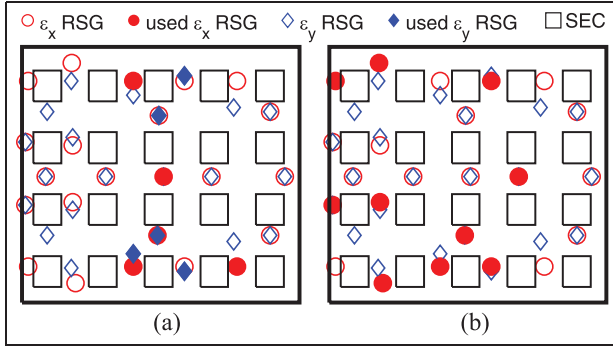 εx RSG used εx RSG εy RSG used εy RSG SEC
(a) (b)